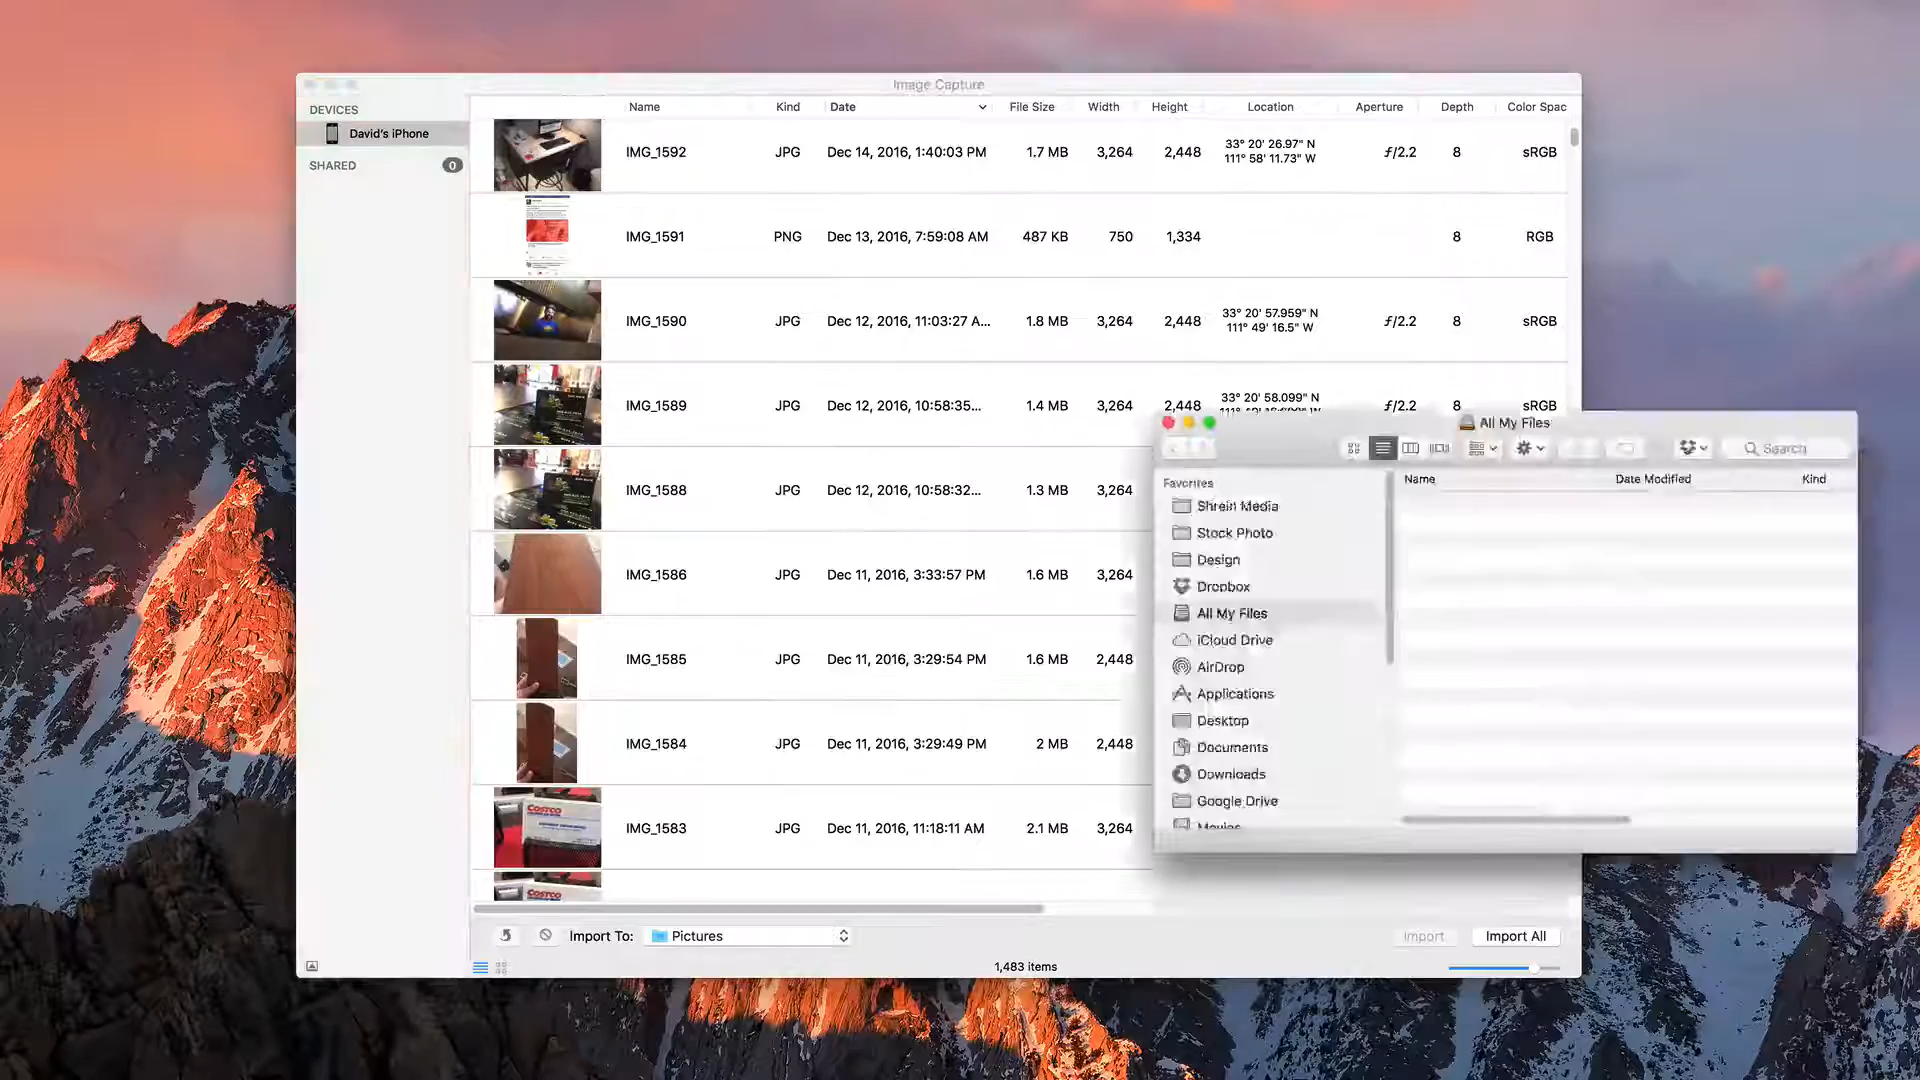 Image Capture
DEVICES
David's iPhone
SHARED 0
Name Kind Date File Size Width Height Location Aperture Depth Color Spac
IMG_1592 JPG Dec 14, 2016, 1:40:03 PM 1.7 MB 3,264 2,448 33° 20' 26.97" N ƒ/2.2 8 sRGB
111° 58' 11.73" W
IMG_1591 PNG Dec 13, 2016, 7:59:08 AM 487 KB 750 1,334 8 RGB
IMG_1590 JPG Dec 12, 2016, 11:03:27 A... 1.8 MB 3,264 2,448 33° 20' 57.959" N ƒ/2.2 8 sRGB
111° 49' 16.5" W
IMG_1589 JPG Dec 12, 2016, 10:58:35... 1.4 MB 3,264 2,448 33° 20' 58.099" N ƒ/2.2 8 sRGB
IMG_1588 JPG Dec 12, 2016, 10:58:32... 1.3 MB 3,264
IMG_1586 JPG Dec 11, 2016, 3:33:57 PM 1.6 MB 3,264
IMG_1585 JPG Dec 11, 2016, 3:29:54 PM 1.6 MB 2,448
IMG_1584 JPG Dec 11, 2016, 3:29:49 PM 2 MB 2,448
COSTCO
IMG_1583 JPG Dec 11, 2016, 11:18:11 AM 2.1 MB 3,264
COSTCO
Import To: Pictures Import Import All
1,483 items
All My Files
Search
Name Date Modified Kind
Favorites
Shrein Media
Stock Photo
Design
Dropbox
All My Files
iCloud Drive
AirDrop
Applications
Desktop
Documents
Downloads
Google Drive
Movies